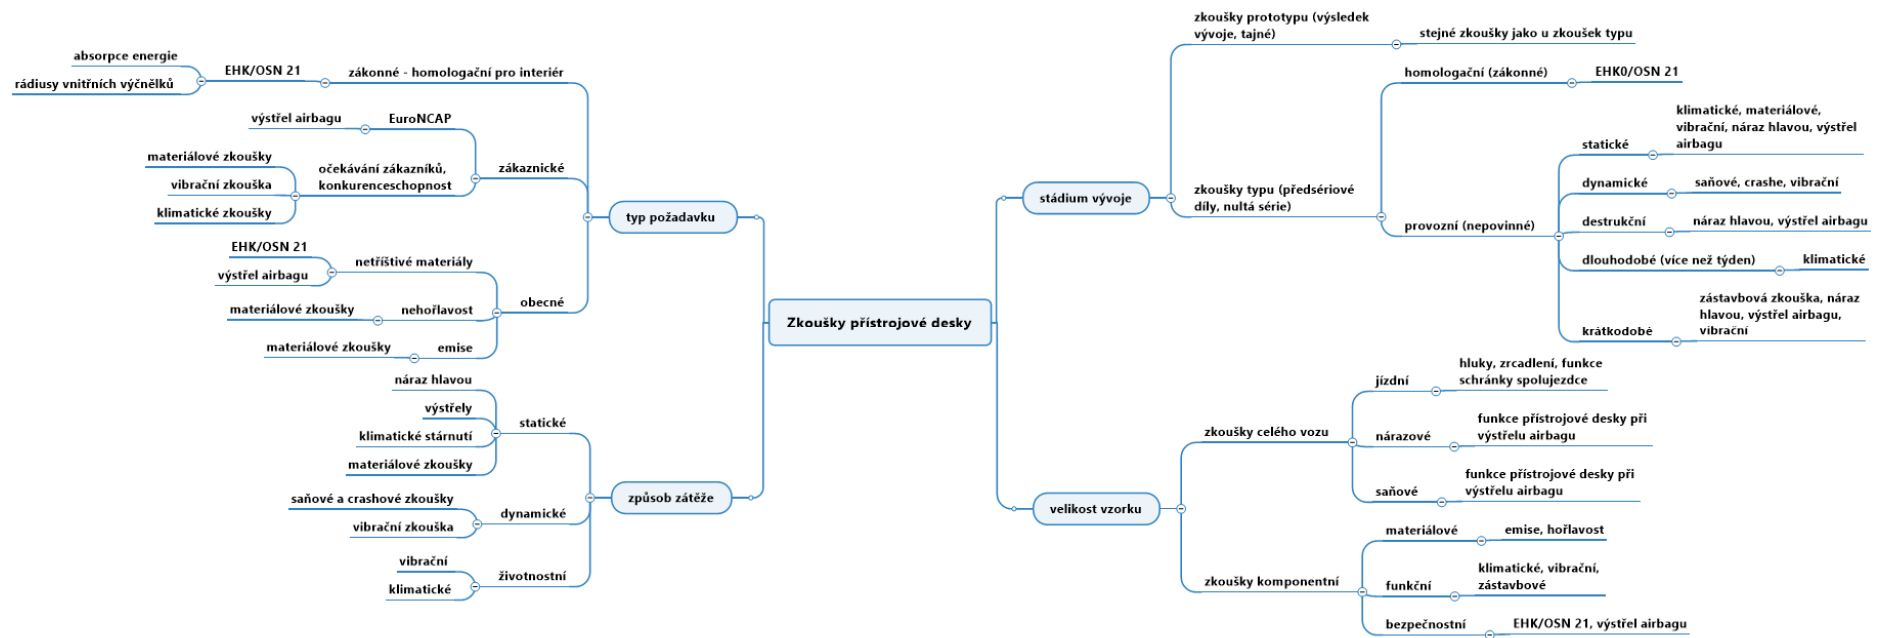 Zkoušky přístrojové desky
typ požadavku
zákonné - homologační pro interiér
EHK/OSN 21
absorpce energie
rádiusy vnitřních výčnělků
zákaznické
EuroNCAP
výstřel airbagu
očekávání zákazníků,
konkurenceschopnost
materiálové zkoušky
vibrační zkouška
klimatické zkoušky
obecné
netříštivé materiály
EHK/OSN 21
výstřel airbagu
nehořlavost
materiálové zkoušky
emise
materiálové zkoušky
způsob zátěže
statické
náraz hlavou
výstřely
klimatické stárnutí
materiálové zkoušky
dynamické
saňové a crashové zkoušky
vibrační zkouška
životnostní
vibrační
klimatické
stádium vývoje
zkoušky prototypu (výsledek
vývoje, tajné)
stejné zkoušky jako u zkoušek typu
zkoušky typu (předsériové
díly, nultá série)
homologační (zákonné)
EHK0/OSN 21
provozní (nepovinné)
statické
klimatické, materiálové,
vibrační, náraz hlavou, výstřel
airbagu
dynamické
saňové, crashe, vibrační
destrukční
náraz hlavou, výstřel airbagu
dlouhodobé (více než týden)
klimatické
krátkodobé
zástavbová zkouška, náraz
hlavou, výstřel airbagu,
vibrační
velikost vzorku
zkoušky celého vozu
jízdní
hluky, zrcadlení, funkce
schránky spolujezdce
nárazové
funkce přístrojové desky při
výstřelu airbagu
saňové
funkce přístrojové desky při
výstřelu airbagu
zkoušky komponentní
materiálové
emise, hořlavost
funkční
klimatické, vibrační,
zástavbové
bezpečnostní
EHK/OSN 21, výstřel airbagu